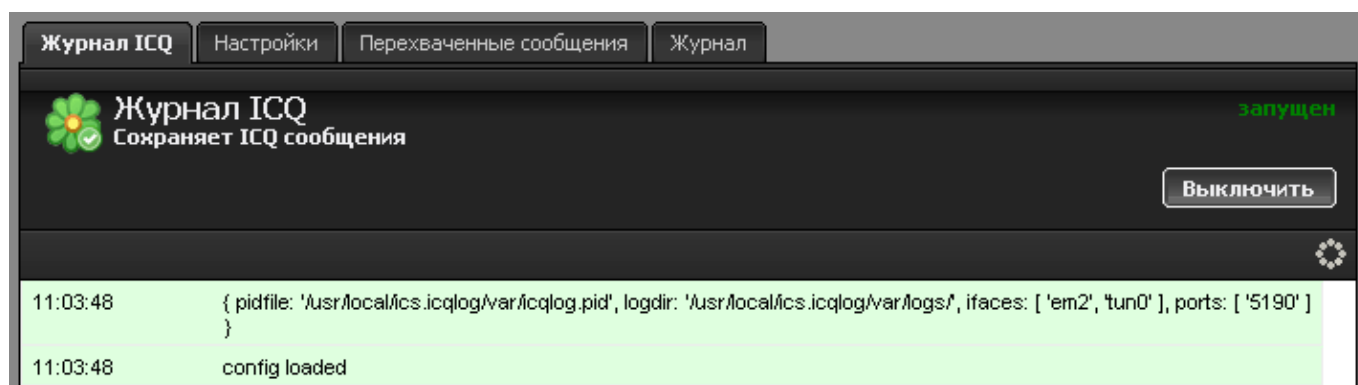 Журнал ICQ Настройки Перехваченные сообщения Журнал
Журнал ICQ
запущен
Сохраняет ICQ сообщения
Выключить
11:03:48 { pidfile: '/usr/local/ics.icqlog/var/icqlog.pid', logdir: '/usr/local/ics.icqlog/var/logs/', ifaces: [ 'em2', 'tun0' ], ports: [ '5190' ]
}
11:03:48 config loaded